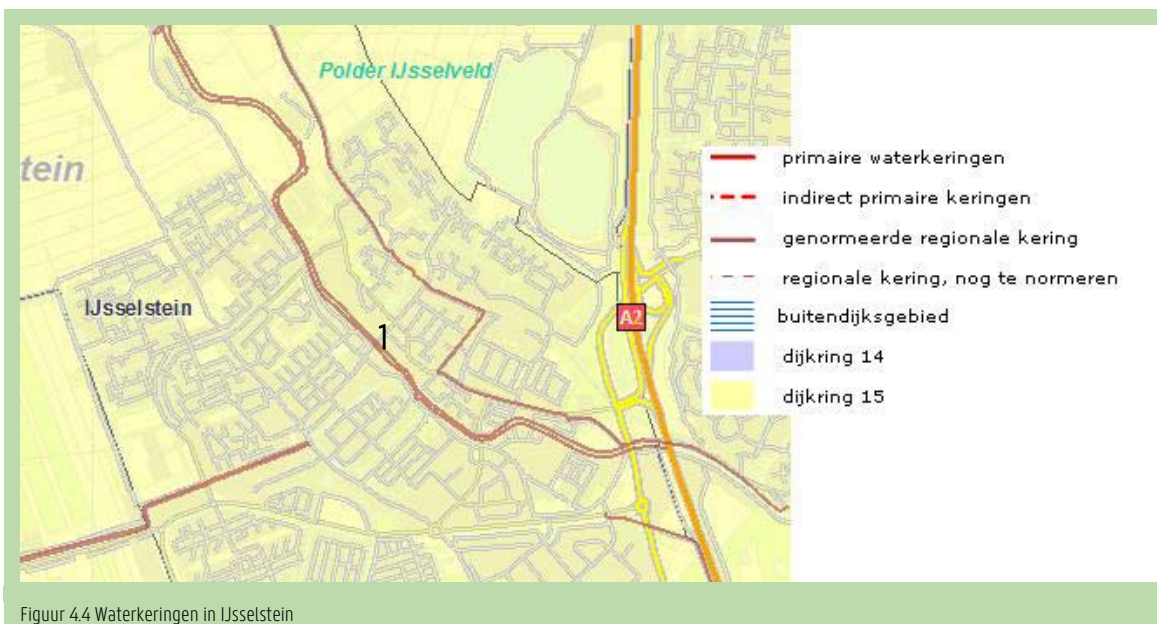 Polder IJsselveld
tein
IJsselstein
1
A2
primaire waterkeringen
indirect primaire keringen
genormeerde regionale kering
regionale kering, nog te normeren
buitendijksgebied
dijkring 14
dijkring 15
Figuur 4.4 Waterkeringen in IJsselstein